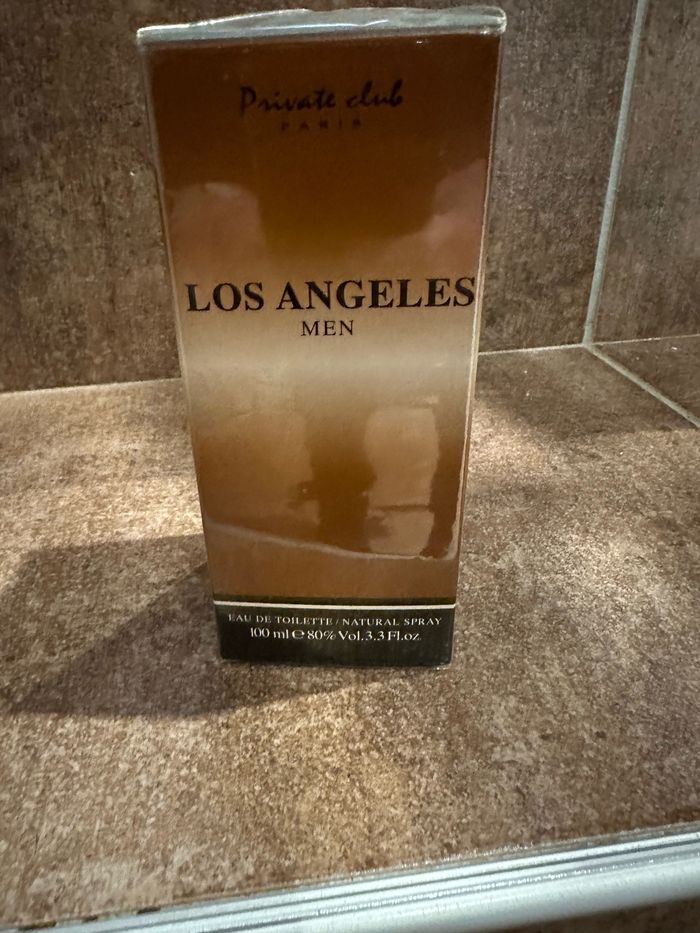 Private club
PARIS
LOS ANGELES
MEN
EAU DE TOILETTE / NATURAL SPRAY
100 ml ℮ 80% Vol. 3.3 Fl.oz.